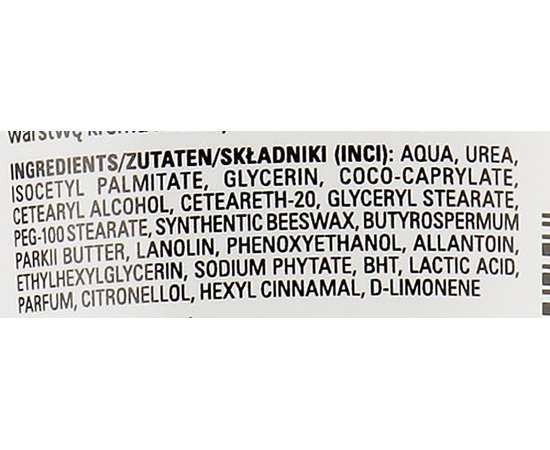 warstwę
INGREDIENTS/ZUTATEN/SKŁADNIKI (INCI): AQUA, UREA,
ISOCETYL PALMITATE, GLYCERIN, COCO-CAPRYLATE,
CETEARYL ALCOHOL, CETEARETH-20, GLYCERYL STEARATE,
PEG-100 STEARATE, SYNTHETIC BEESWAX, BUTYROSPERMUM
PARKII BUTTER, LANOLIN, PHENOXYETHANOL, ALLANTOIN,
ETHYLHEXYLGLYCERIN, SODIUM PHYTATE, BHT, LACTIC ACID,
PARFUM, CITRONELLOL, HEXYL CINNAMAL, D-LIMONENE